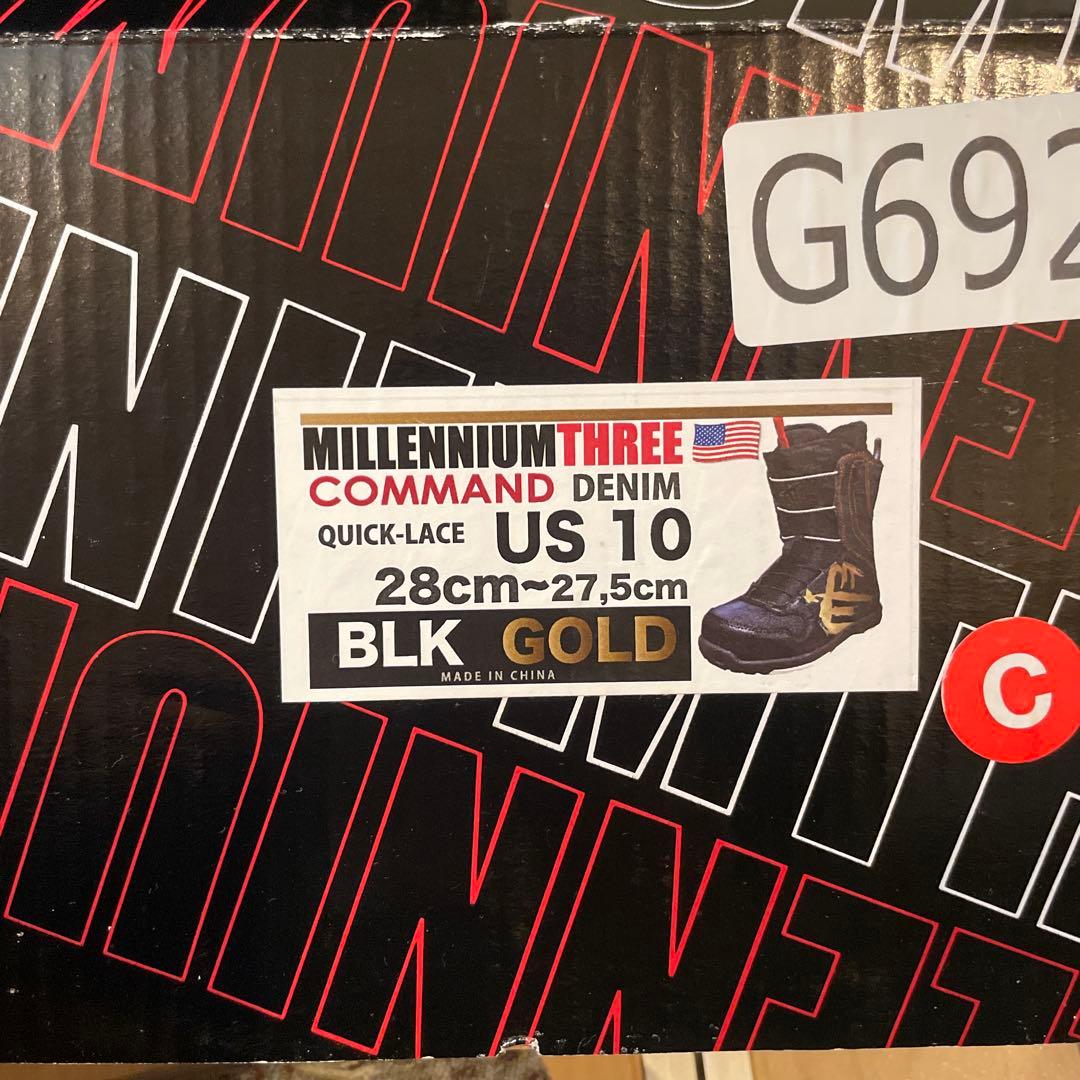 G692
MILLENNIUMTHREE
COMMAND DENIM
QUICK-LACE US 10
28cm~27,5cm
BLK GOLD
MADE IN CHINA
C